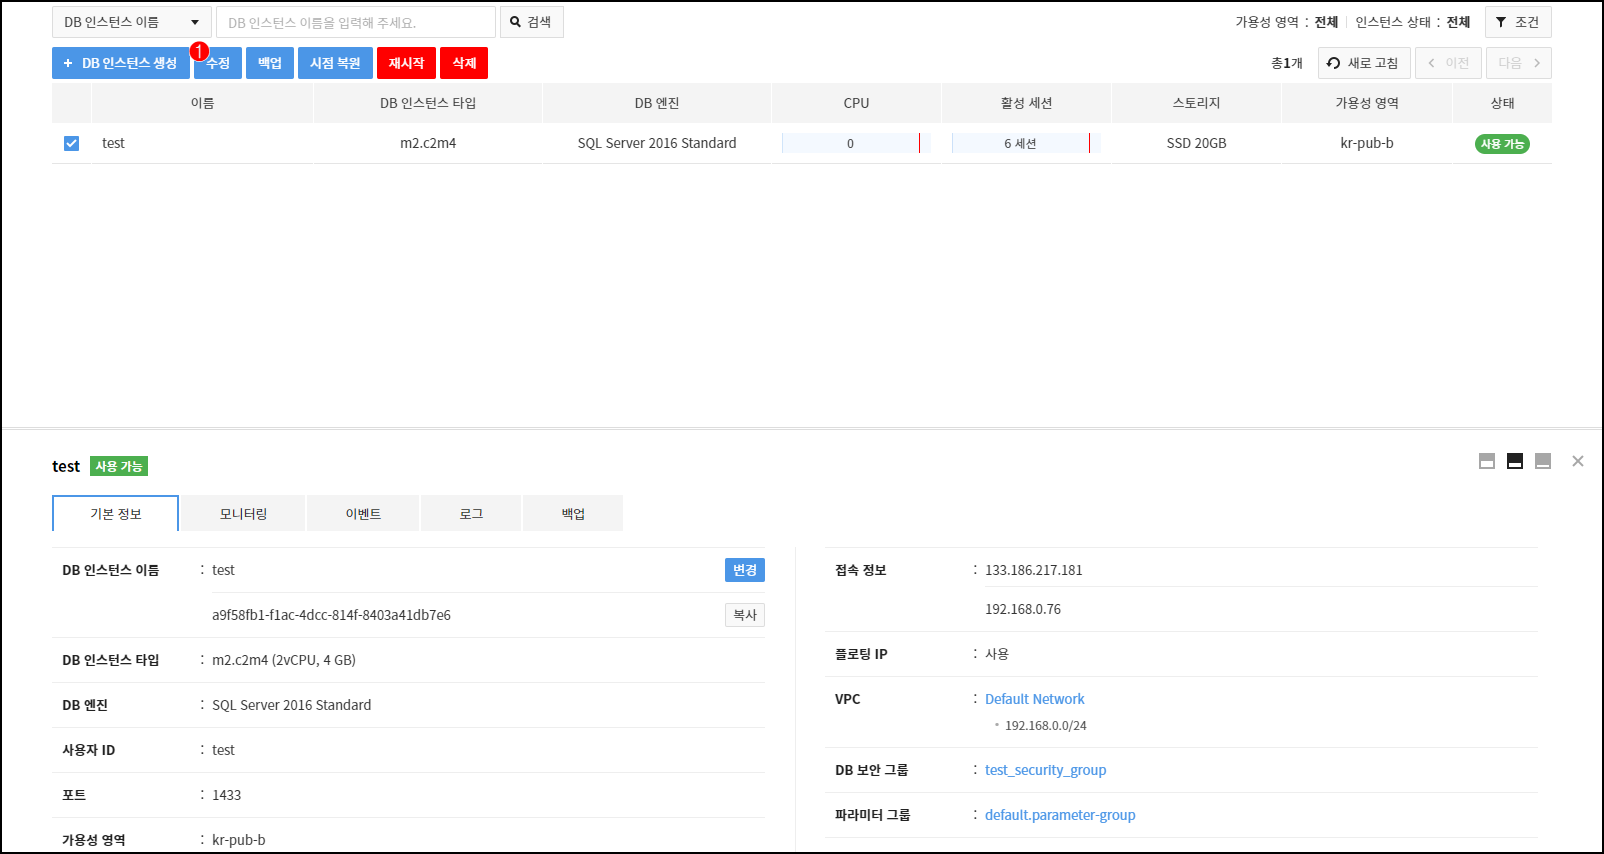 DB 인스턴스 이름 DB 인스턴스 이름을 입력해 주세요. 검색 가용성 영역 : 전체 인스턴스 상태 : 전체 조건
+ DB 인스턴스 생성 1 수정 백업 시점 복원 재시작 삭제 총1개 새로 고침 이전 다음
이름 DB 인스턴스 타입 DB 엔진 CPU 활성 세션 스토리지 가용성 영역 상태
test m2.c2m4 SQL Server 2016 Standard 0 6 세션 SSD 20GB kr-pub-b 사용 가능
test 사용 가능
기본 정보 모니터링 이벤트 로그 백업
DB 인스턴스 이름 : test 변경
a9f58fb1-f1ac-4dcc-814f-8403a41db7e6 복사
DB 인스턴스 타입 : m2.c2m4 (2vCPU, 4 GB)
DB 엔진 : SQL Server 2016 Standard
사용자 ID : test
포트 : 1433
가용성 영역 : kr-pub-b
접속 정보 : 133.186.217.181
192.168.0.76
플로팅 IP : 사용
VPC : Default Network
192.168.0.0/24
DB 보안 그룹 : test_security_group
파라미터 그룹 : default.parameter-group